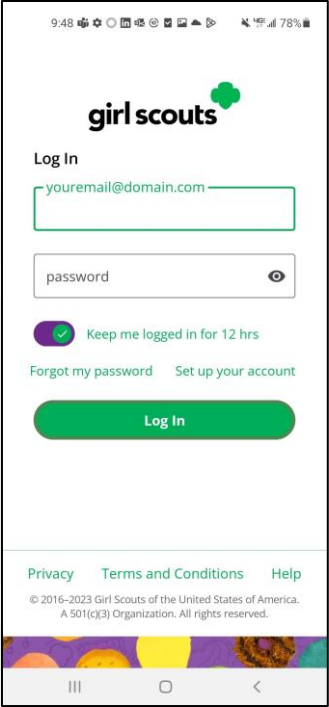 9:48 78%
girl scouts
Log In
youremail@domain.com
password
Keep me logged in for 12 hrs
Forgot my password Set up your account
Log In
Privacy Terms and Conditions Help
© 2016–2023 Girl Scouts of the United States of America.
A 501(c)(3) Organization. All rights reserved.